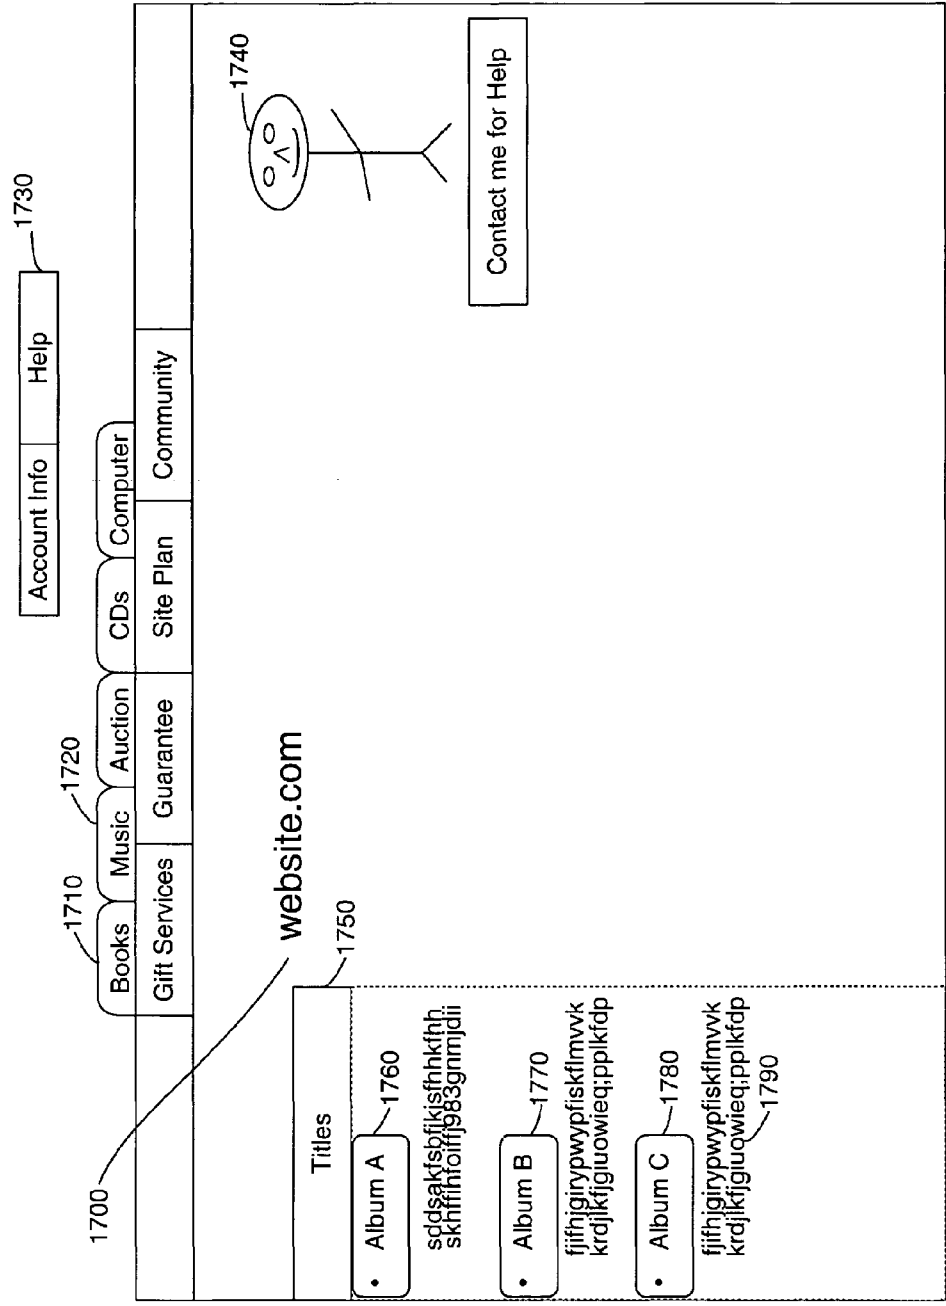 Account Info Help 1730
1710 1720
Books Music Auction CDs Computer
Gift Services Guarantee Site Plan Community
1700
website.com
1740
Contact me for Help
1750
Titles
• Album A 1760
sddsakfsbfjkjsfhhkfhh
skhffihfoiffj983gnmjdii
• Album B 1770
fjifhjgirypwypfiskflmvvk
krdjlkfjgiuowieq;pplkfdp
• Album C 1780
fjifhjgirypwypfiskflmvvk
krdjlkfjgiuowieq;pplkfdp
1790